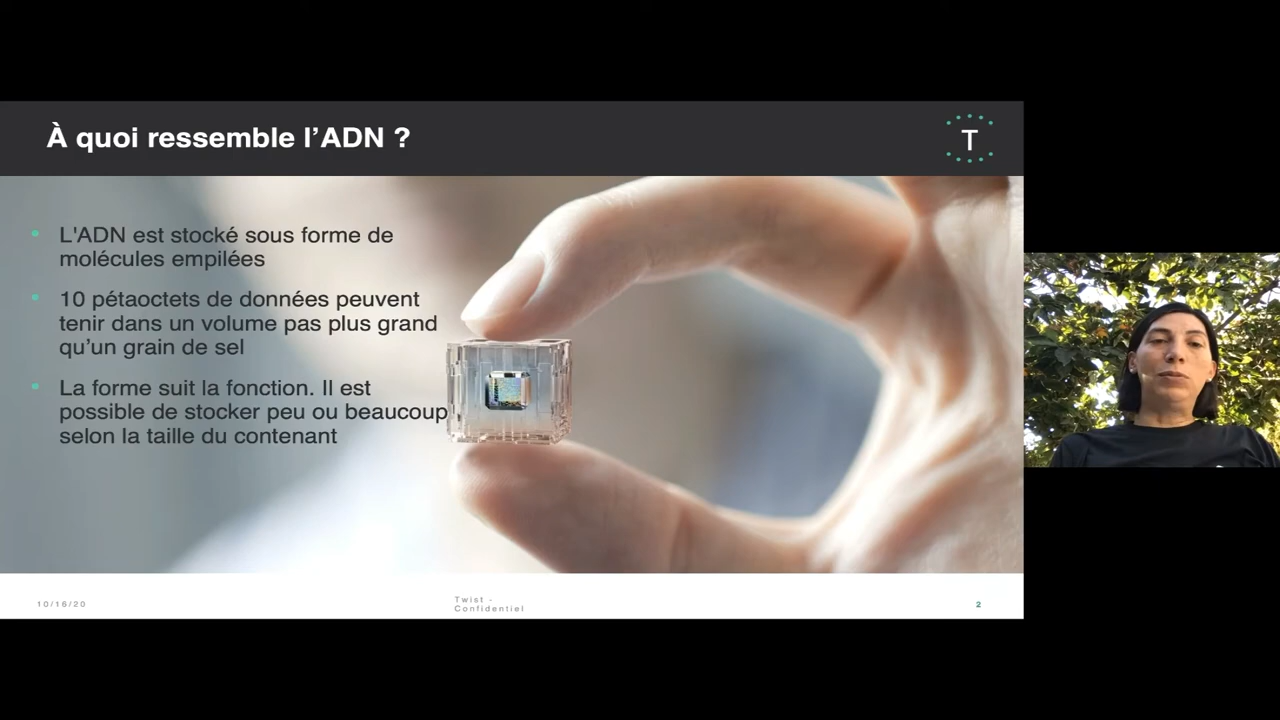 À quoi ressemble l’ADN ?
T
L'ADN est stocké sous forme de
molécules empilées
10 pétaoctets de données peuvent
tenir dans un volume pas plus grand
qu’un grain de sel
La forme suit la fonction. Il est
possible de stocker peu ou beaucoup
selon la taille du contenant
10/16/20
Twist -
Confidentiel
2